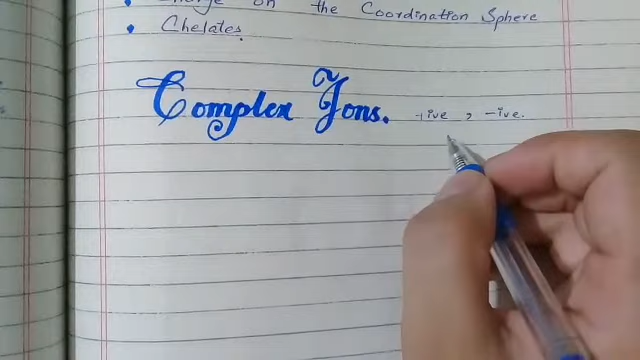 • Charge on the Coordination Sphere
• Chelates.
Complex Ions. +ive , -ive.